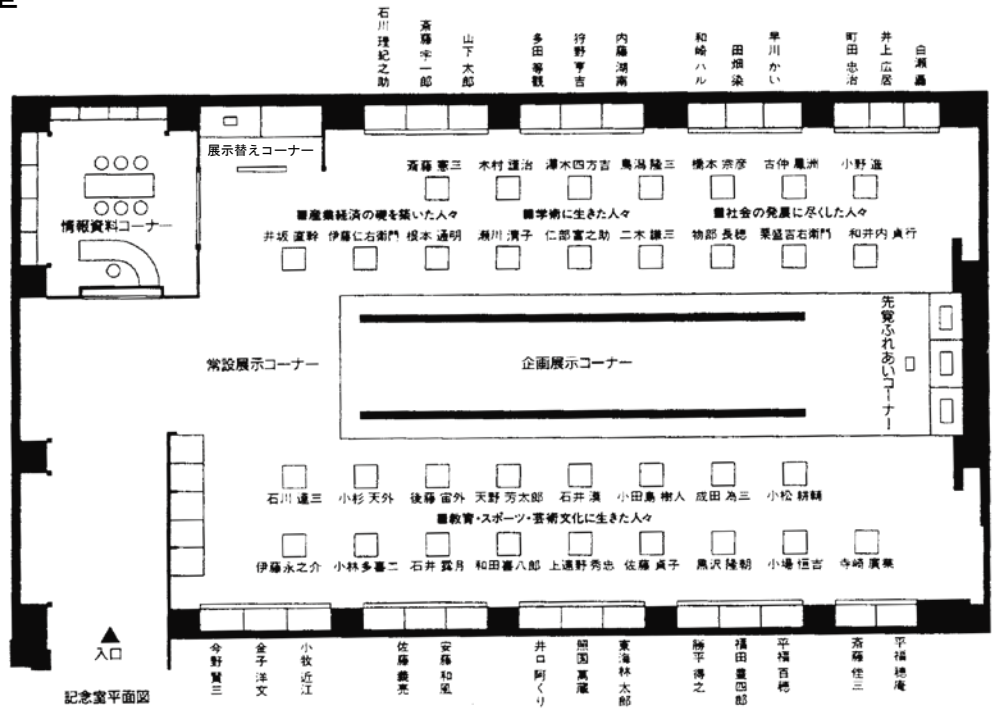 石川 理紀之助
斎藤 宇一郎
山下 太郎
多田 等観
狩野 亨吉
内藤 湖南
和崎 ハル
田畑 染
早川 かい
町田 忠治
井上 広居
白瀬 矗
展示替えコーナー
斎藤 憲三
木村 謹治
澤木 四方吉
鳥潟 隆三
橋本 宗彦
古仲 鳳洲
小野 進
■産業経済の礎を築いた人々
■学術に生きた人々
■社会の発展に尽くした人々
情報資料コーナー
井坂 直幹
伊藤仁右衛門
根本 通明
瀬川 清子
仁部富之助
二木 謙三
物部 長穂
栗盛吉右衛門
和井内 貞行
常設展示コーナー
企画展示コーナー
先覚ふれあいコーナー
石川 達三
小杉 天外
後藤 宙外
天野 芳太郎
石井 漠
小田島 樹人
成田 為三
小松 耕輔
■教育・スポーツ・芸術文化に生きた人々
伊藤永之介
小林多喜二
石井 露月
和田喜八郎
上遠野秀忠
佐藤 貞子
黒沢 隆朝
小場 恒吉
寺崎 廣業
▲
入口
今野 賢三
金子 洋文
小牧 近江
佐藤 義亮
安藤 和風
井口 阿くり
照国 萬蔵
東海林 太郎
勝平 得之
福田 豊四郎
平福 百穂
斎藤 佳三
平福 穂庵
記念室平面図